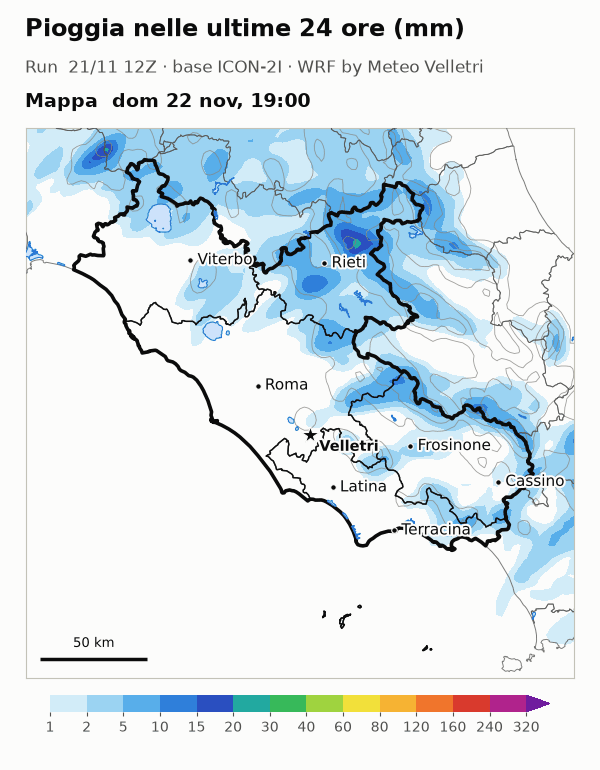 Pioggia nelle ultime 24 ore (mm)
Run  21/11 12Z · base ICON-2I · WRF by Meteo Velletri
Mappa  dom 22 nov, 19:00
Viterbo
Rieti
Roma
Velletri
Frosinone
Latina
Cassino
Terracina
50 km
1 2 5 10 15 20 30 40 60 80 120 160 240 320